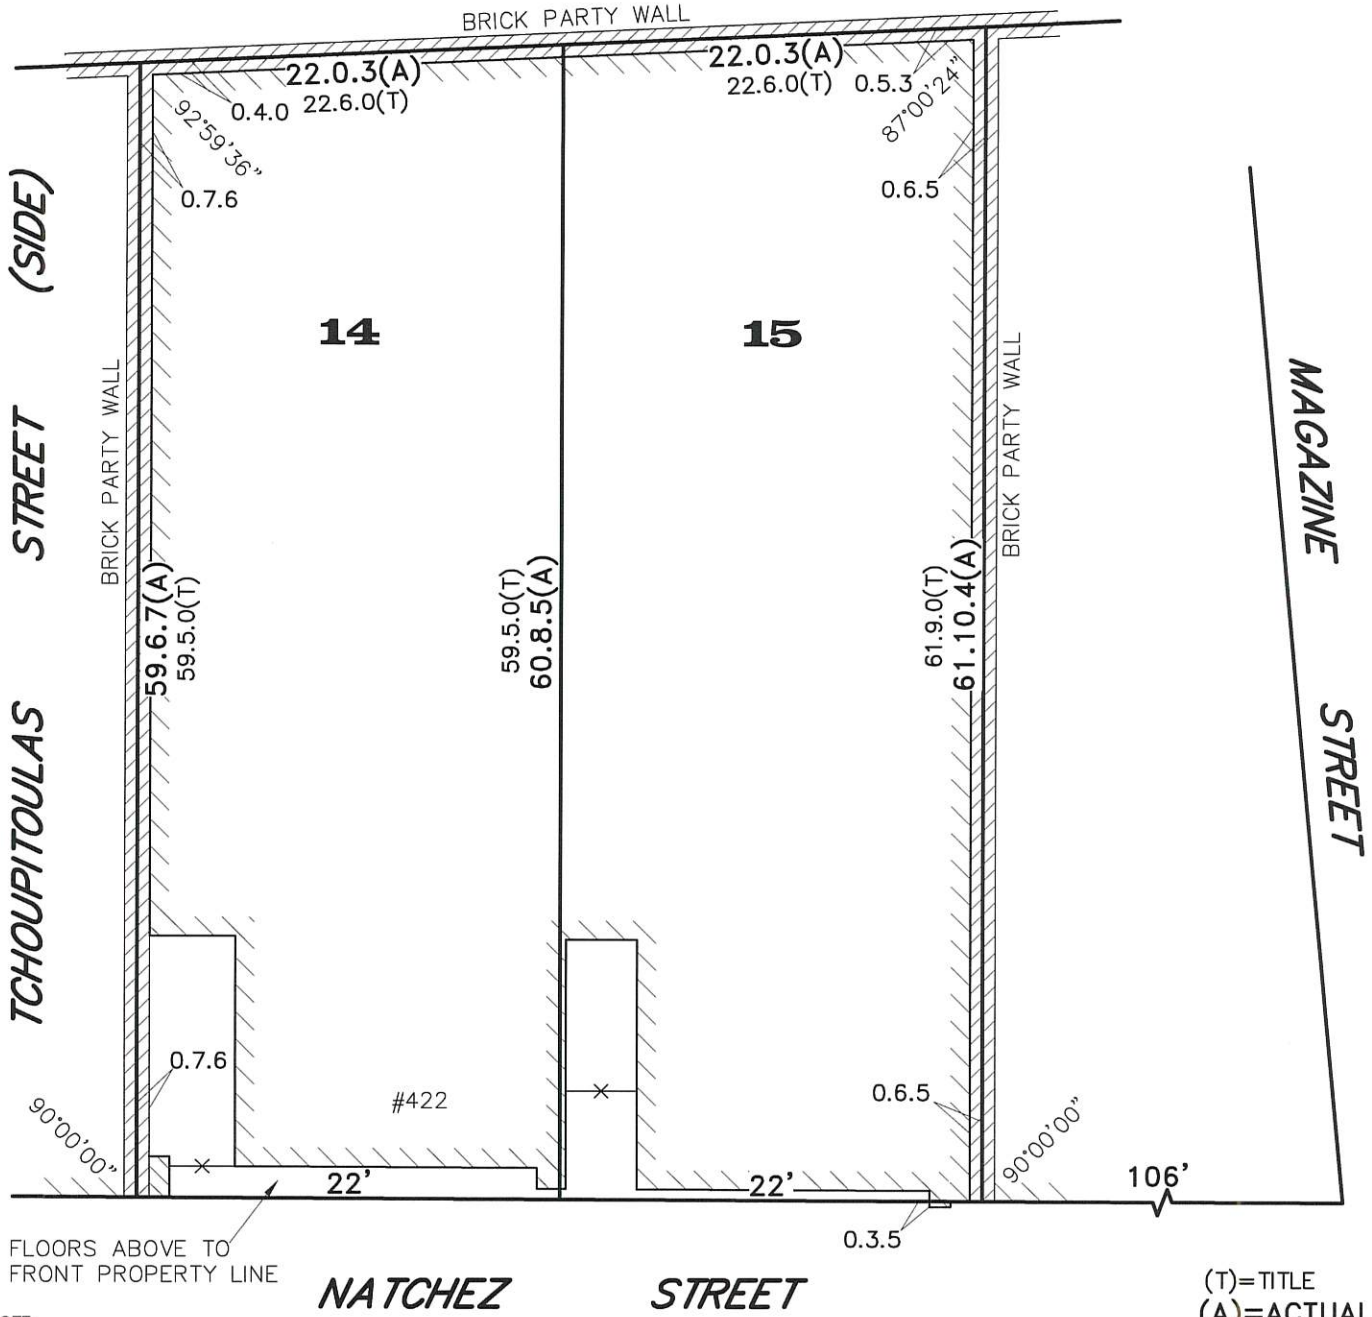 BRICK PARTY WALL
22.0.3(A)
22.6.0(T)
0.4.0
92°59'36"
0.7.6
22.0.3(A)
22.6.0(T)
0.5.3
87°00'24"
0.6.5
TCHOUPITOULAS STREET (SIDE)
BRICK PARTY WALL
14
15
BRICK PARTY WALL
MAGAZINE STREET
59.6.7(A)
59.5.0(T)
59.5.0(T)
60.8.5(A)
61.9.0(T)
61.10.4(A)
0.7.6
#422
0.6.5
90°00'00"
22'
22'
90°00'00"
106'
0.3.5
FLOORS ABOVE TO
FRONT PROPERTY LINE
NATCHEZ STREET
(T)=TITLE
(A)=ACTUAL